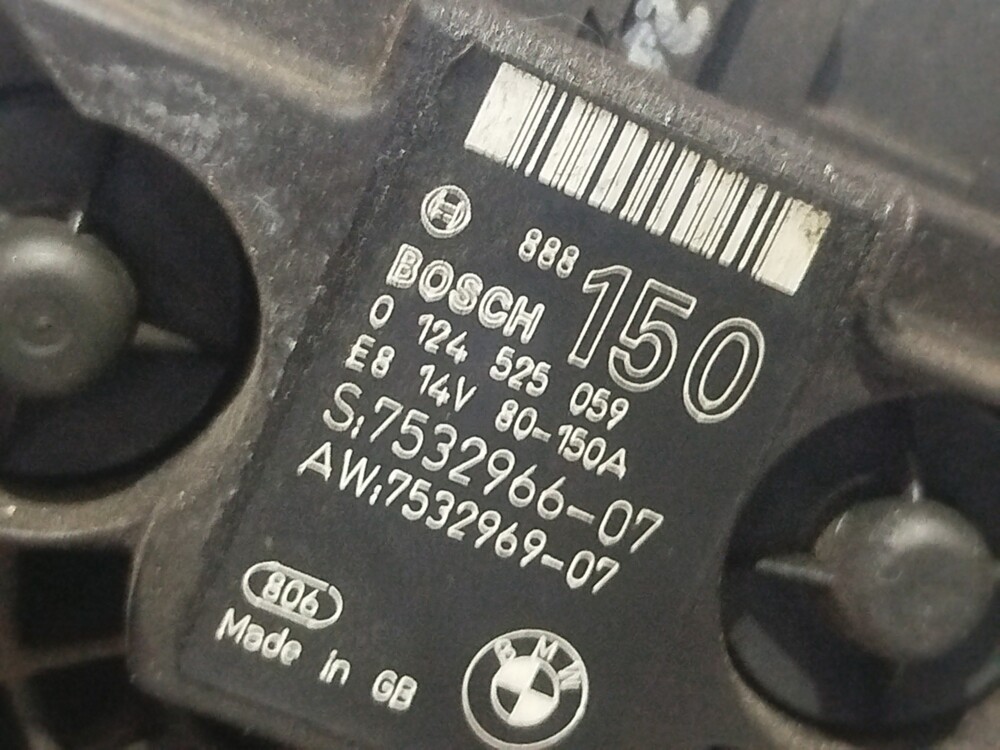 888
150
BOSCH
0 124 525 059
E8 14V 80-150A
S:7532966-07
AW:7532969-07
806
Made in GB
BMW